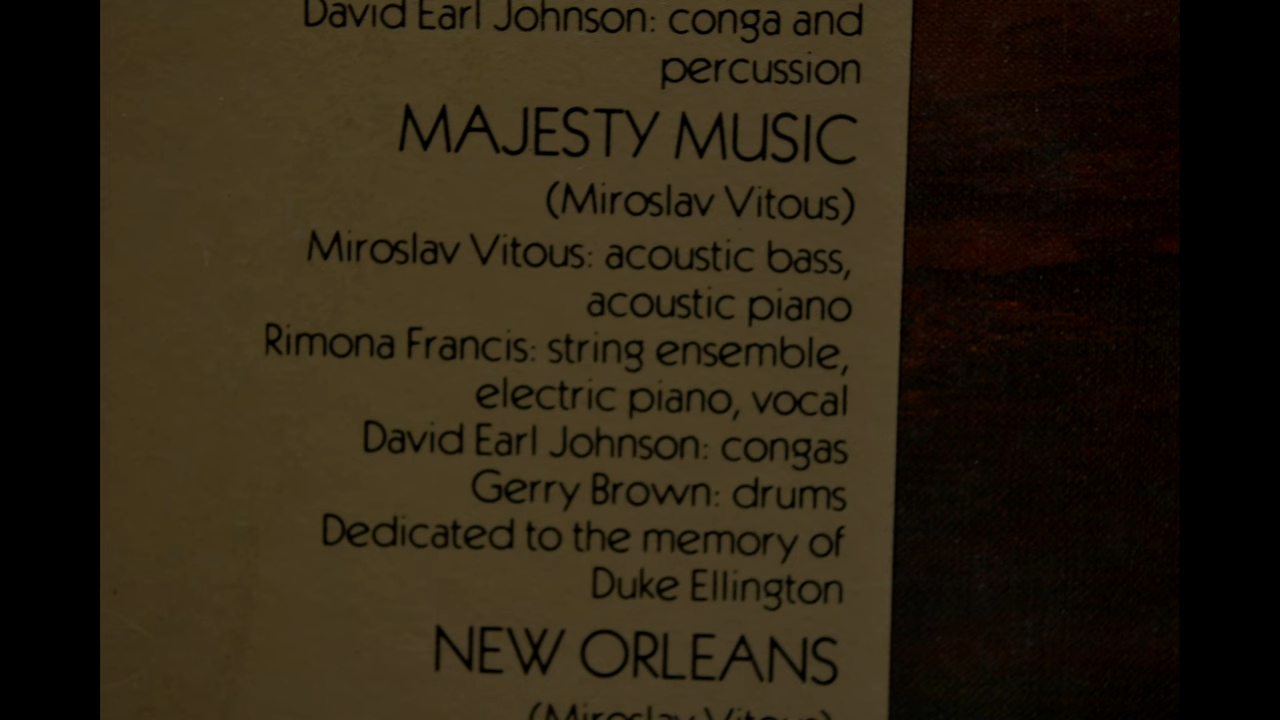 David Earl Johnson: conga and
percussion
MAJESTY MUSIC
(Miroslav Vitous)
Miroslav Vitous: acoustic bass,
acoustic piano
Rimona Francis: string ensemble,
electric piano, vocal
David Earl Johnson: congas
Gerry Brown: drums
Dedicated to the memory of
Duke Ellington
NEW ORLEANS
(Miroslav Vitous)